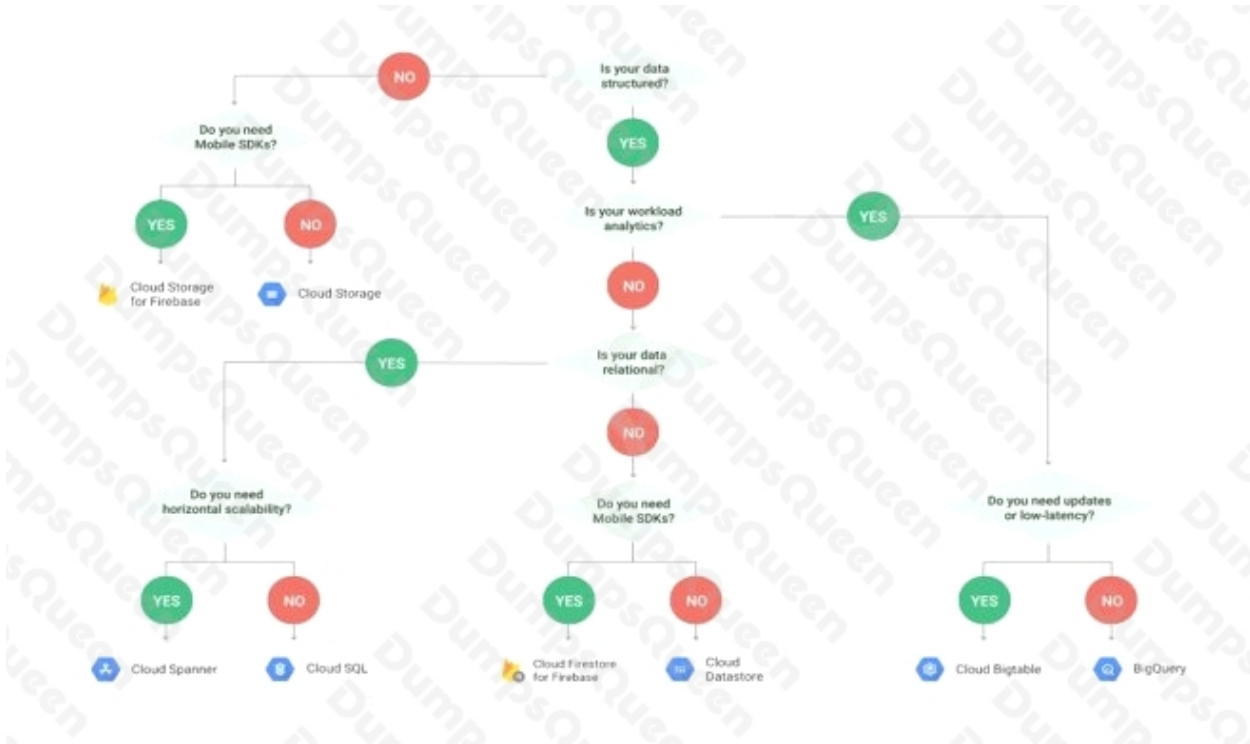 NO
Is your data
structured?
Do you need
Mobile SDKs?
YES
YES
NO
Is your workload
analytics?
YES
Cloud Storage
for Firebase
Cloud Storage
NO
YES
Is your data
relational?
NO
Do you need
horizontal scalability?
Do you need
Mobile SDKs?
Do you need updates
or low-latency?
YES
NO
YES
NO
YES
NO
Cloud Spanner
Cloud SQL
Cloud Firestore
for Firebase
Cloud
Datastore
Cloud Bigtable
BigQuery
DumpsQueen